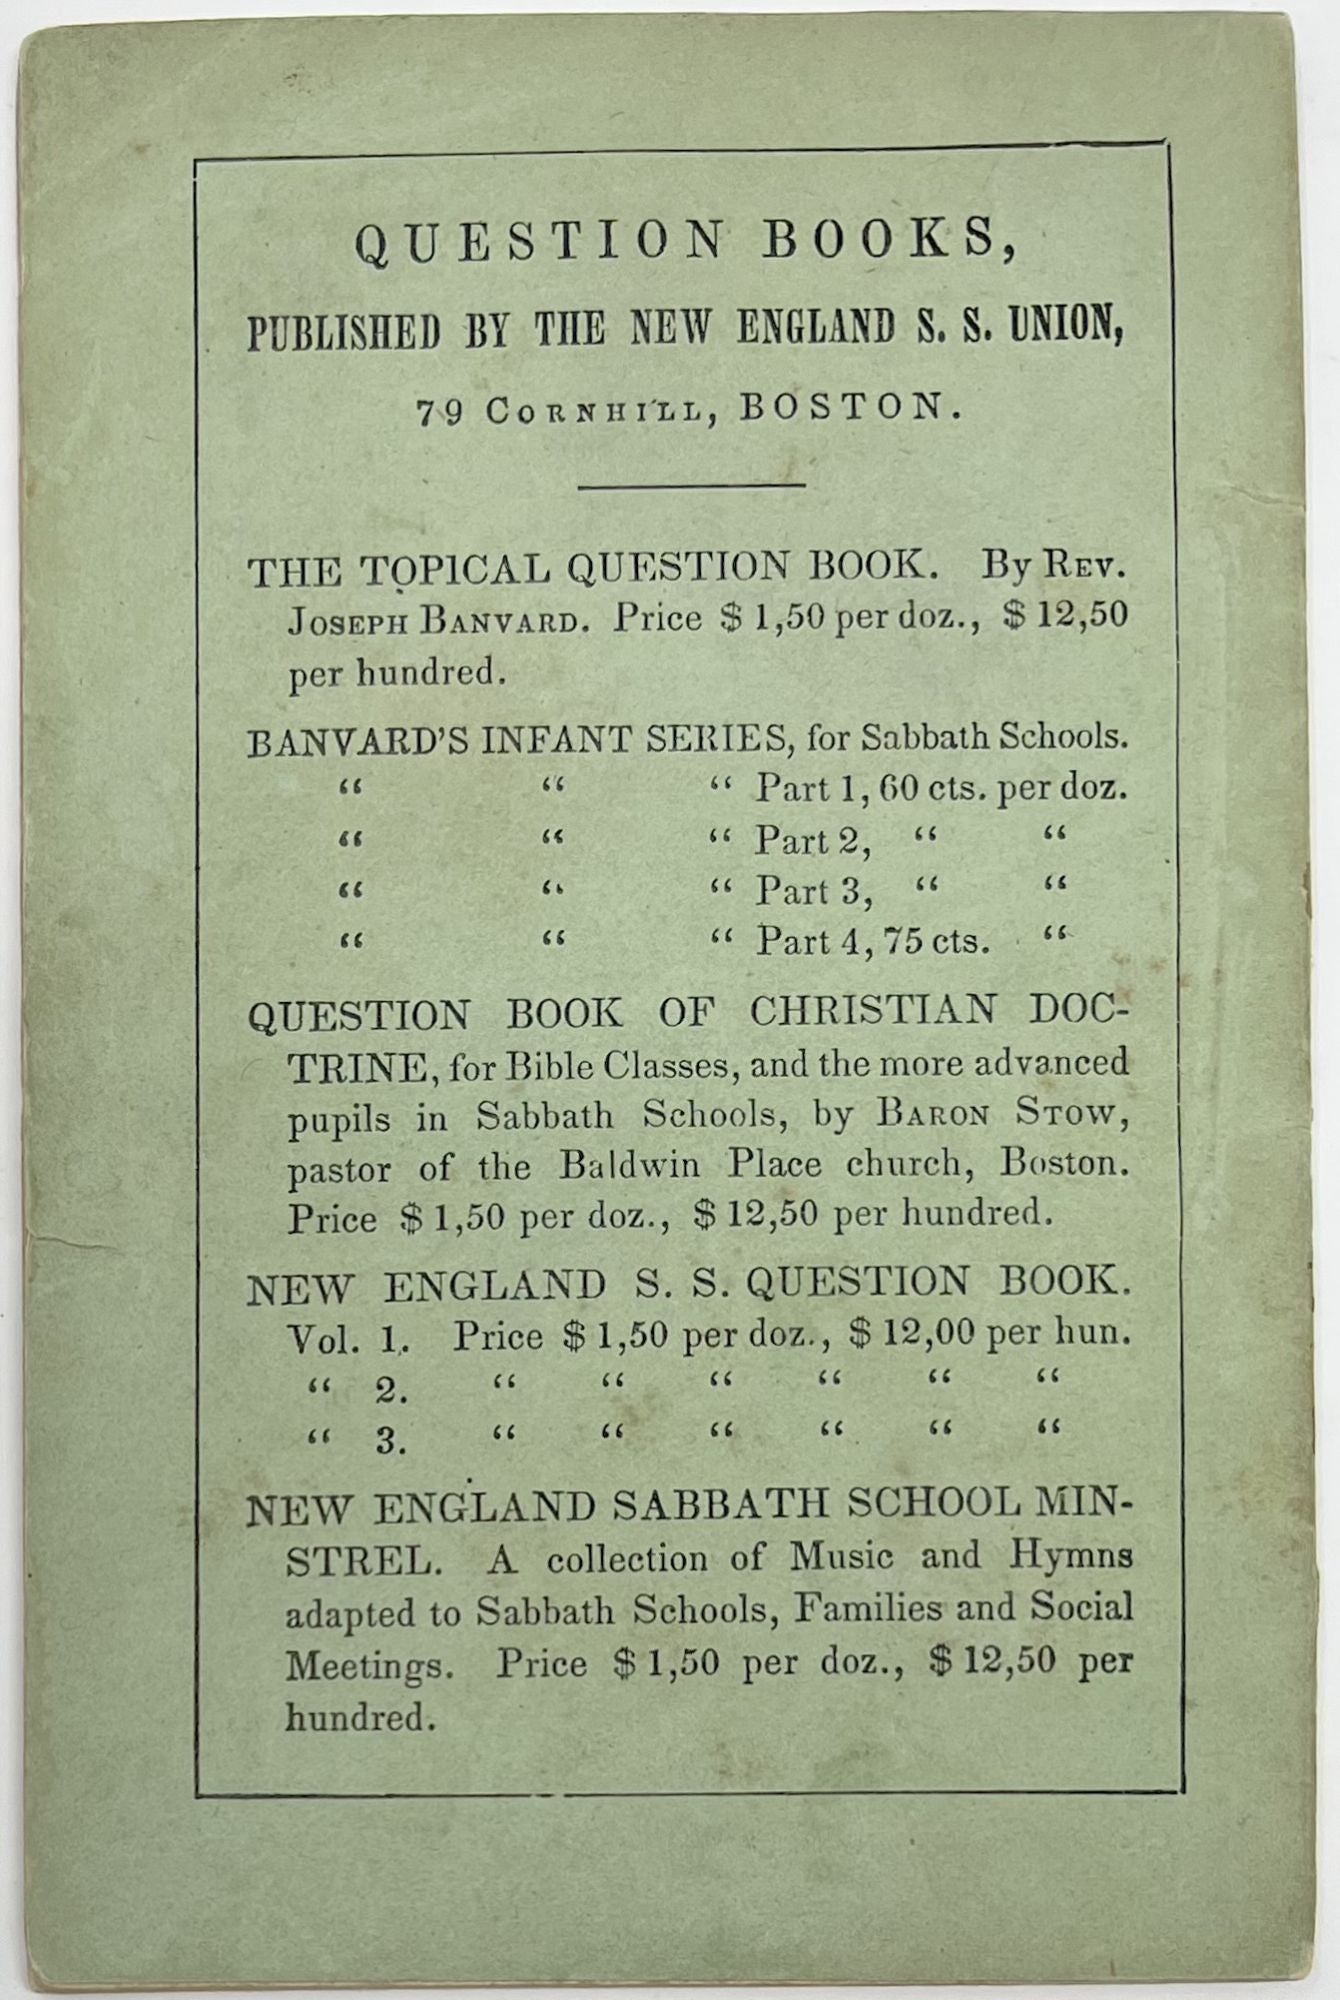 QUESTION BOOKS,
PUBLISHED BY THE NEW ENGLAND S. S. UNION,
79 CORNHILL, BOSTON.
THE TOPICAL QUESTION BOOK. By REV.
JOSEPH BANVARD. Price $ 1,50 per doz., $ 12,50
per hundred.
BANVARD'S INFANT SERIES, for Sabbath Schools.
“ “ “ Part 1, 60 cts. per doz.
“ “ “ Part 2, “ “
“ “ “ Part 3, “ “
“ “ “ Part 4, 75 cts. “
QUESTION BOOK OF CHRISTIAN DOC-
TRINE, for Bible Classes, and the more advanced
pupils in Sabbath Schools, by BARON STOW,
pastor of the Baldwin Place church, Boston.
Price $ 1,50 per doz., $ 12,50 per hundred.
NEW ENGLAND S. S. QUESTION BOOK.
Vol. 1. Price $ 1,50 per doz., $ 12,00 per hun.
“ 2. “ “ “ “ “ “
“ 3. “ “ “ “ “ “
NEW ENGLAND SABBATH SCHOOL MIN-
STREL. A collection of Music and Hymns
adapted to Sabbath Schools, Families and Social
Meetings. Price $ 1,50 per doz., $ 12,50 per
hundred.